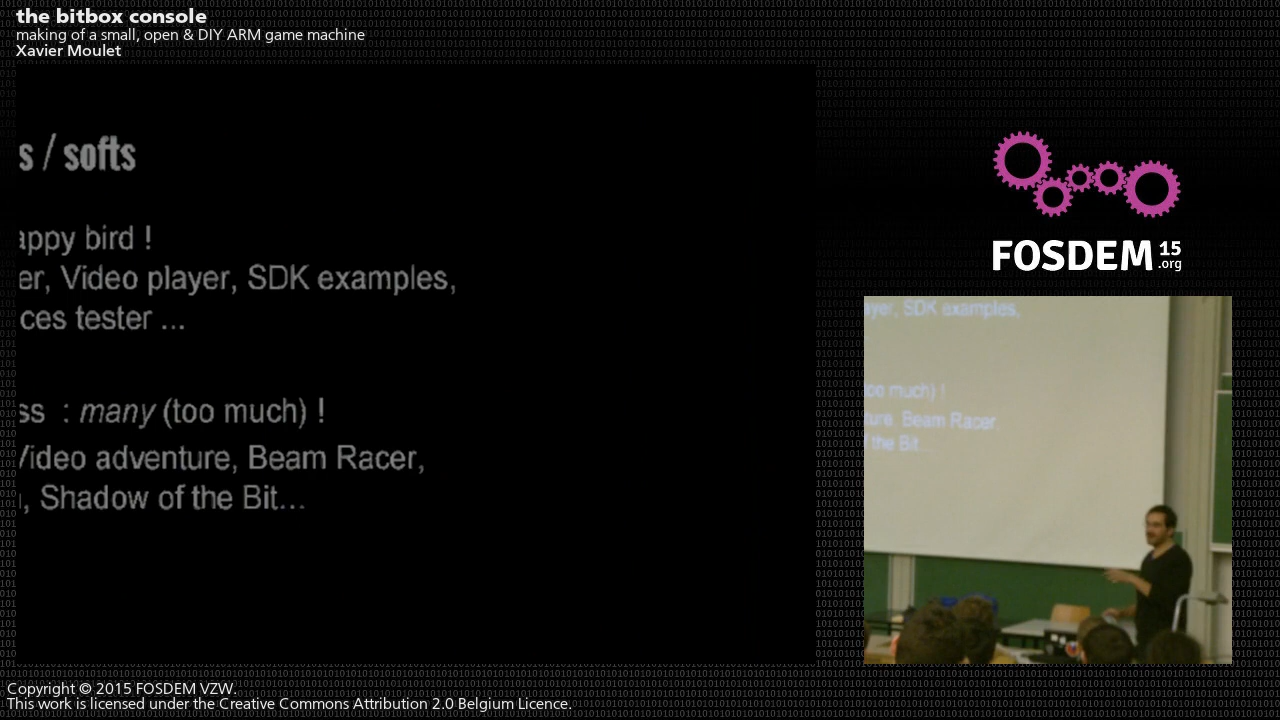 the bitbox console
making of a small, open & DIY ARM game machine
Xavier Moulet
s / softs
appy bird !
er, Video player, SDK examples,
ces tester ...
ss : many (too much) !
Video adventure, Beam Racer,
, Shadow of the Bit...
FOSDEM 15
.org
yer, SDK examples,
too much) !
ture, Beam Racer,
f the Bit...
Copyright © 2015 FOSDEM VZW.
This work is licensed under the Creative Commons Attribution 2.0 Belgium Licence.